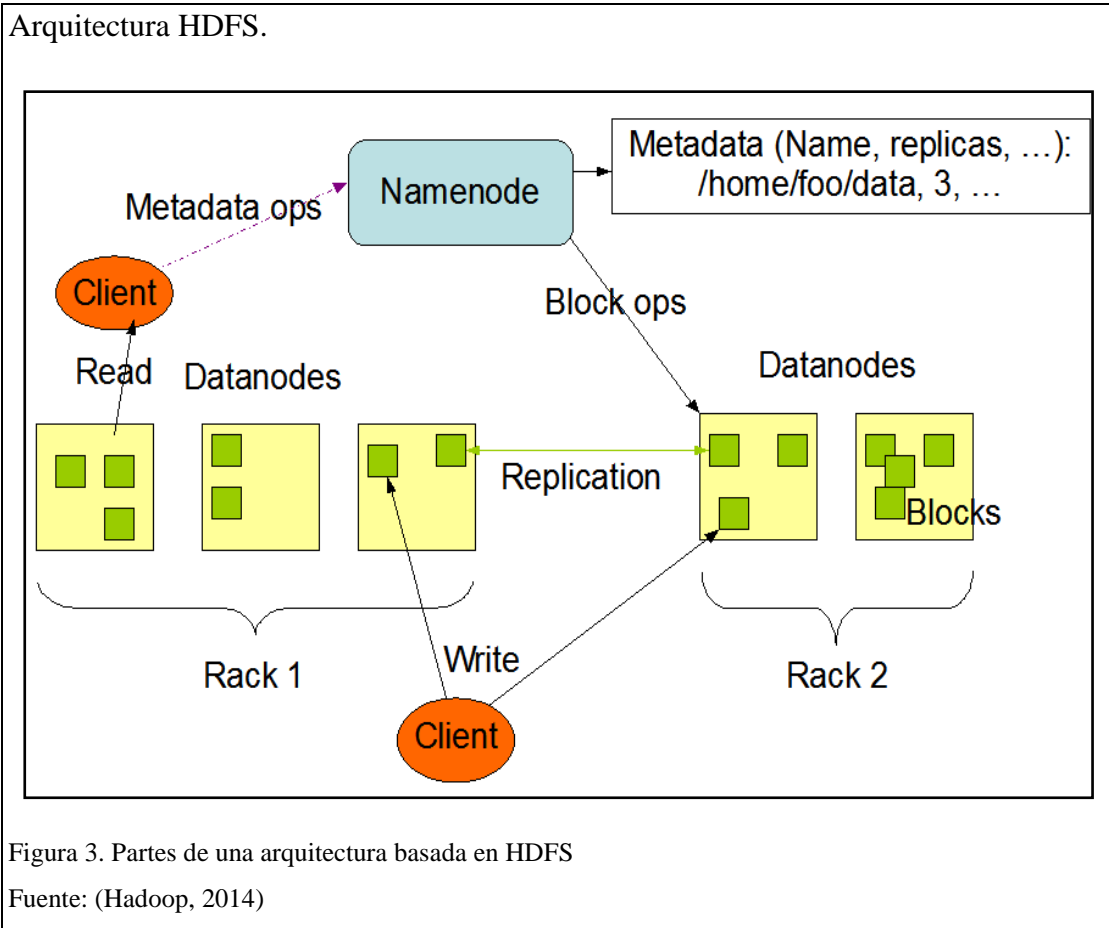 Arquitectura HDFS.
Metadata (Name, replicas, …):
/home/foo/data, 3, …
Namenode
Metadata ops
Client
Block ops
Read
Datanodes
Datanodes
Replication
Blocks
Rack 1
Write
Rack 2
Client
Figura 3. Partes de una arquitectura basada en HDFS
Fuente: (Hadoop, 2014)